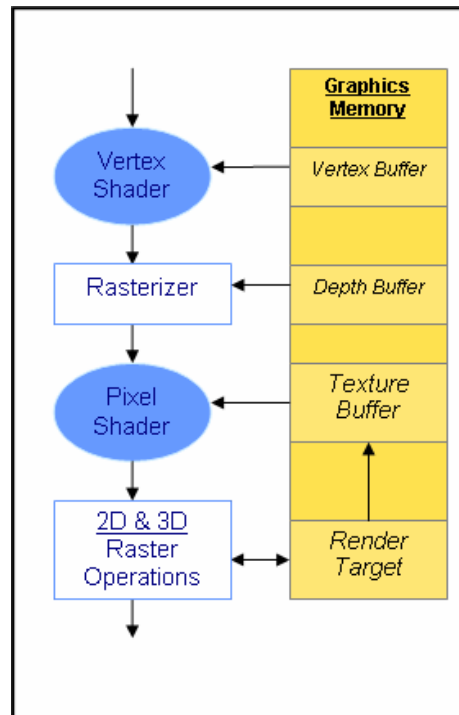 Graphics
Memory
Vertex
Shader
Vertex Buffer
Rasterizer
Depth Buffer
Pixel
Shader
Texture
Buffer
2D & 3D
Raster
Operations
Render
Target